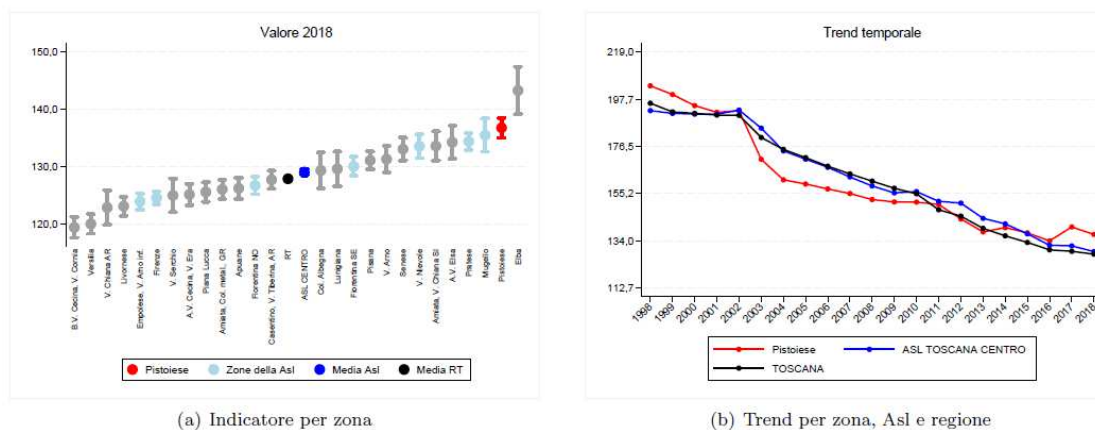 Valore 2018
150,0
140,0
130,0
120,0
B.V. Cecina, V. Cornia
Versilia
V. Chiana AR
Livornese
Empolese, V. Arno inf.
Firenze
V. Serchio
A.V. Cecina, V. Era
Piana Lucca
Amiata, Col. metal., GR
Apuane
Fiorentina NO
Casentino, V. Tiberina, AR
RT
ASL CENTRO
Col. Albegna
Lunigiana
Fiorentina SE
Pisana
V. Arno
Senese
V. Nievole
Amiata, V. Chiana SI
A.V. Elsa
Pratese
Mugello
Pistoiese
Elba
Pistoiese
Zone della Asl
Media Asl
Media RT
(a) Indicatore per zona
Trend temporale
219,0
197,7
176,5
155,2
134,0
112,7
1998
1999
2000
2001
2002
2003
2004
2005
2006
2007
2008
2009
2010
2011
2012
2013
2014
2015
2016
2017
2018
Pistoiese
ASL TOSCANA CENTRO
TOSCANA
(b) Trend per zona, Asl e regione